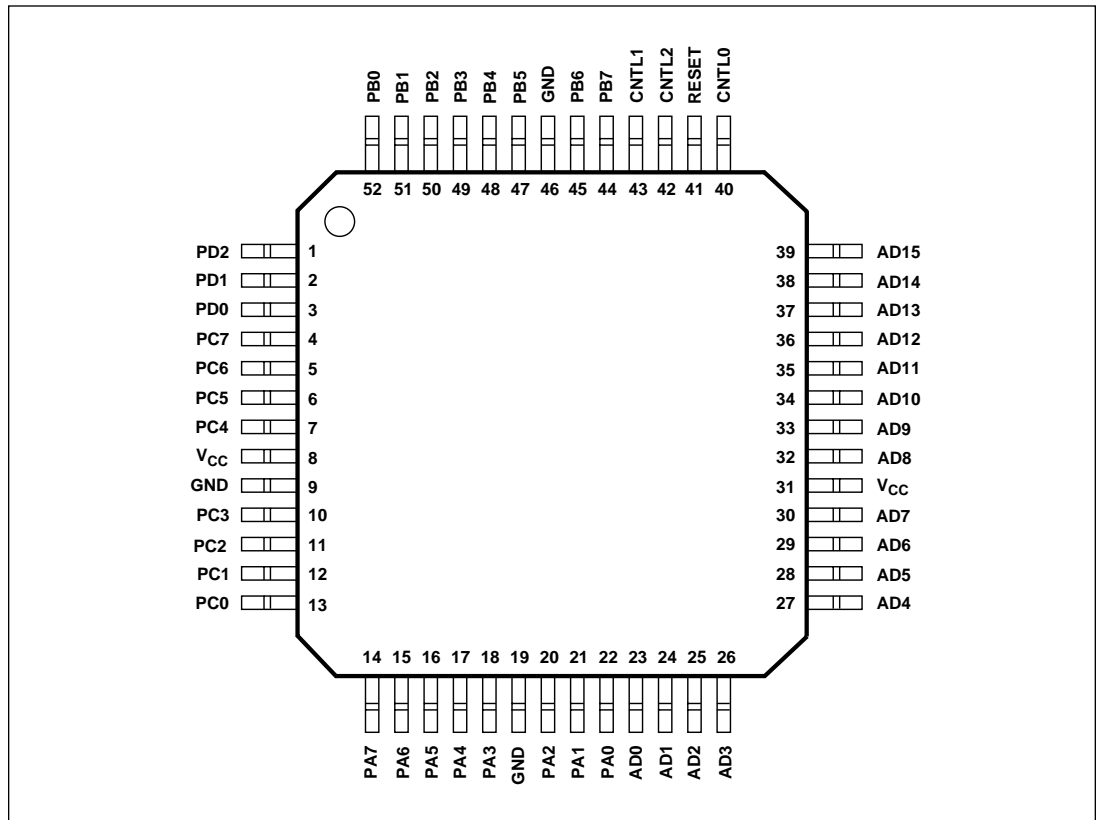 PB0 PB1 PB2 PB3 PB4 PB5 GND PB6 PB7 CNTL1 CNTL2 RESET CNTL0
52 51 50 49 48 47 46 45 44 43 42 41 40
PD2 1 39 AD15
PD1 2 38 AD14
PD0 3 37 AD13
PC7 4 36 AD12
PC6 5 35 AD11
PC5 6 34 AD10
PC4 7 33 AD9
VCC 8 32 AD8
GND 9 31 VCC
PC3 10 30 AD7
PC2 11 29 AD6
PC1 12 28 AD5
PC0 13 27 AD4
14 15 16 17 18 19 20 21 22 23 24 25 26
PA7 PA6 PA5 PA4 PA3 GND PA2 PA1 PA0 AD0 AD1 AD2 AD3